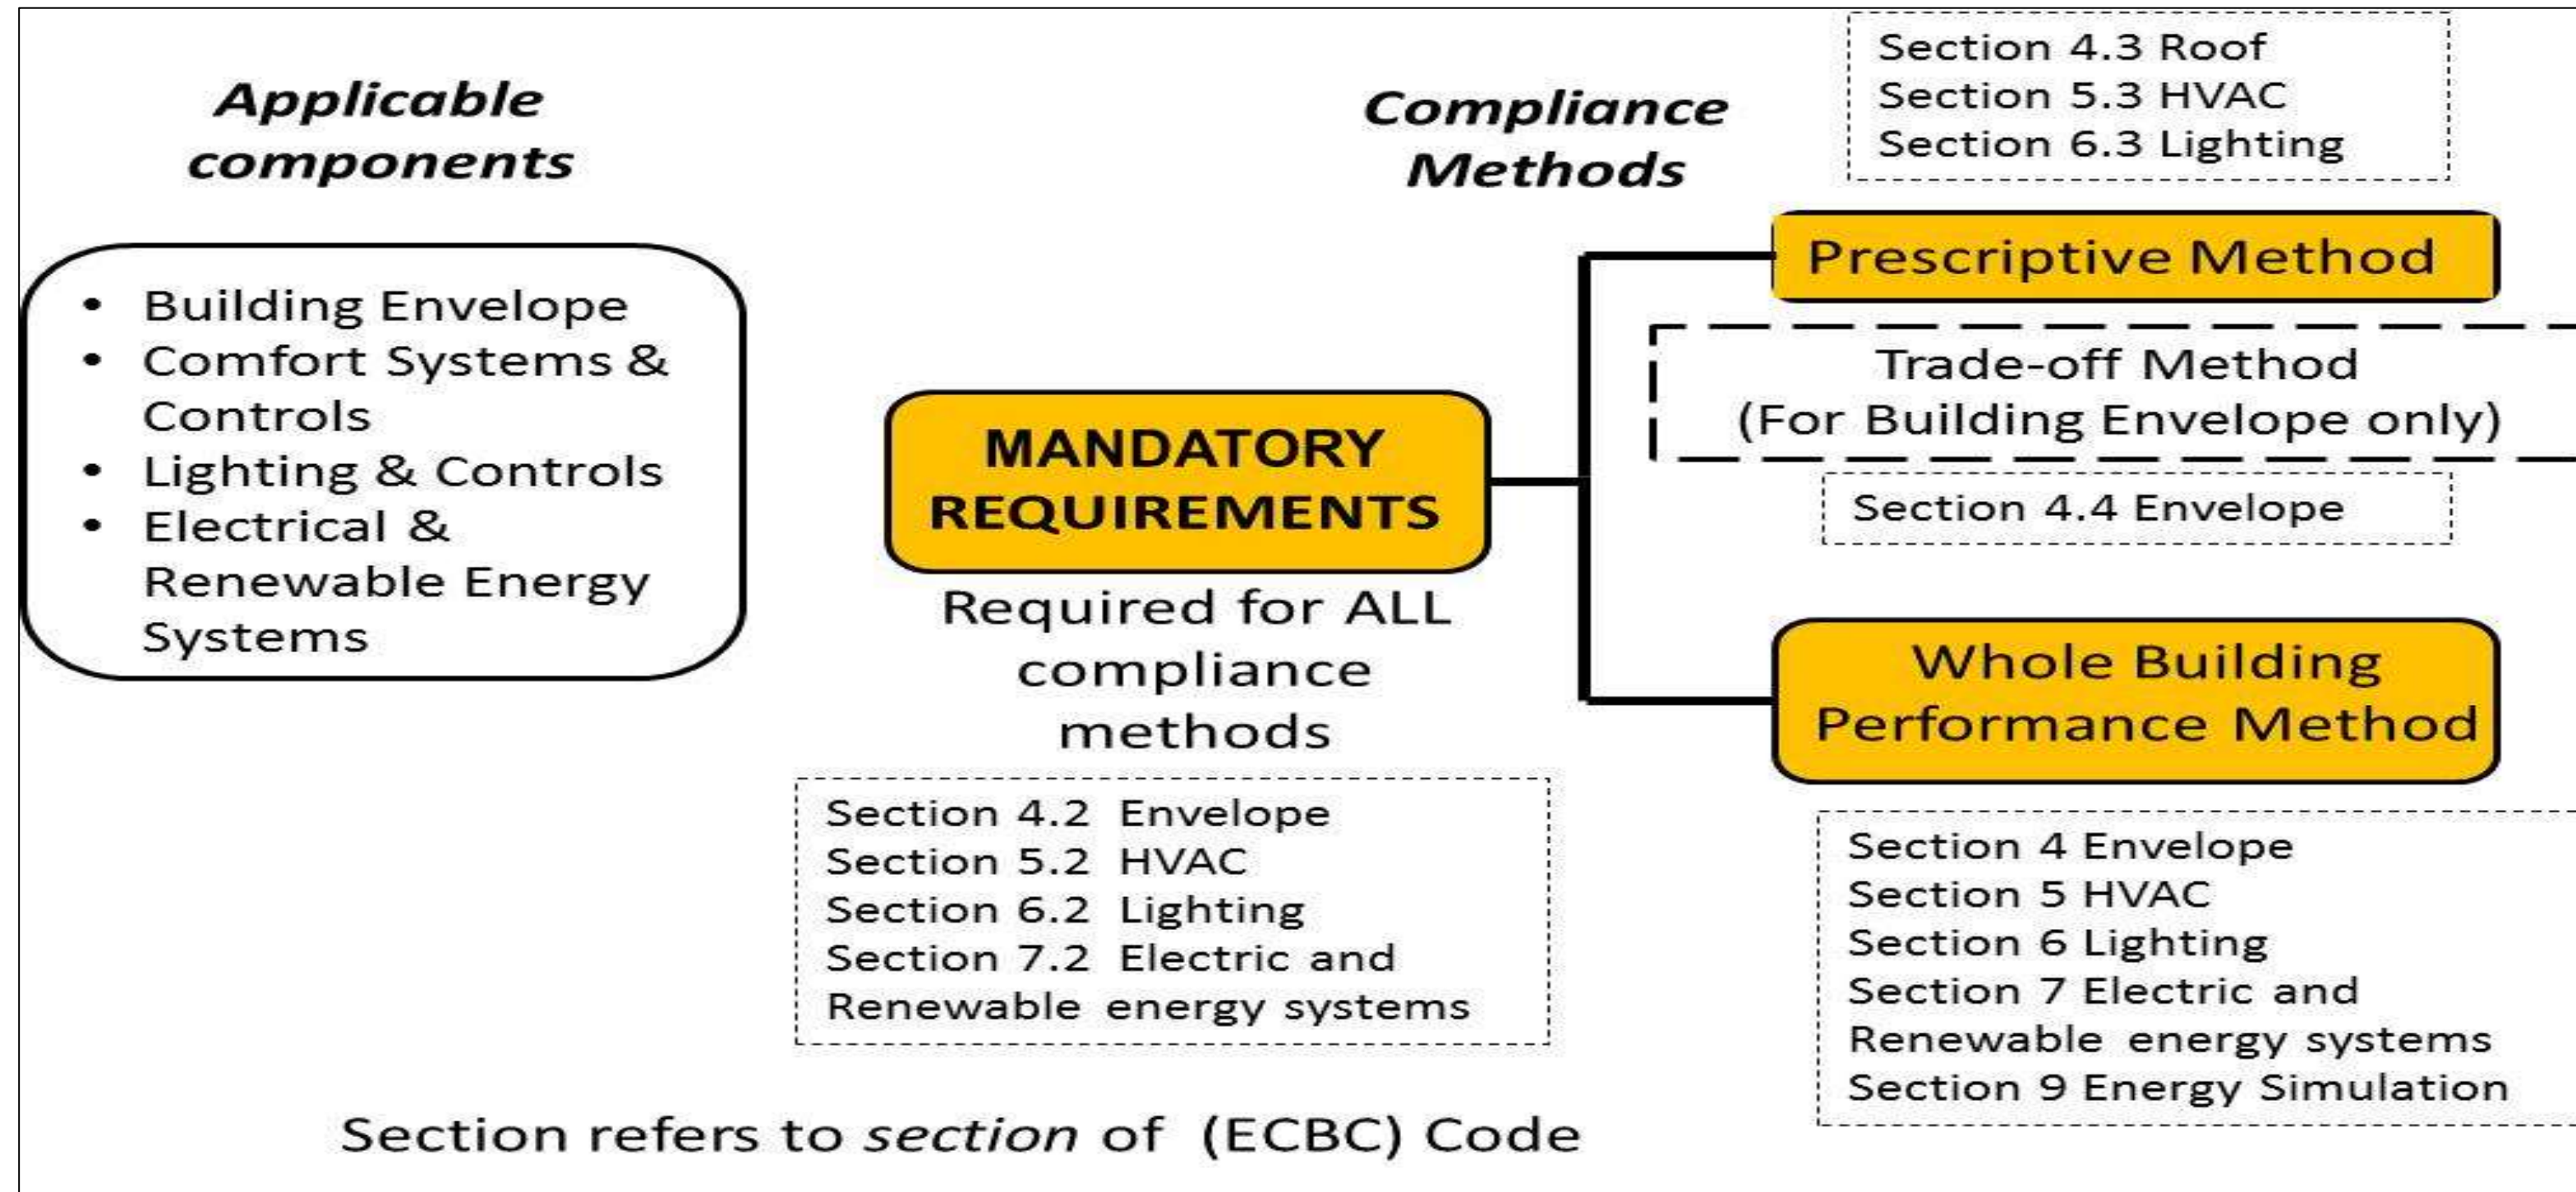 Applicable
components
• Building Envelope
• Comfort Systems &
Controls
• Lighting & Controls
• Electrical &
Renewable Energy
Systems
MANDATORY
REQUIREMENTS
Required for ALL
compliance
methods
Section 4.2 Envelope
Section 5.2 HVAC
Section 6.2 Lighting
Section 7.2 Electric and
Renewable energy systems
Compliance
Methods
Section 4.3 Roof
Section 5.3 HVAC
Section 6.3 Lighting
Prescriptive Method
Trade-off Method
(For Building Envelope only)
Section 4.4 Envelope
Whole Building
Performance Method
Section 4 Envelope
Section 5 HVAC
Section 6 Lighting
Section 7 Electric and
Renewable energy systems
Section 9 Energy Simulation
Section refers to section of (ECBC) Code